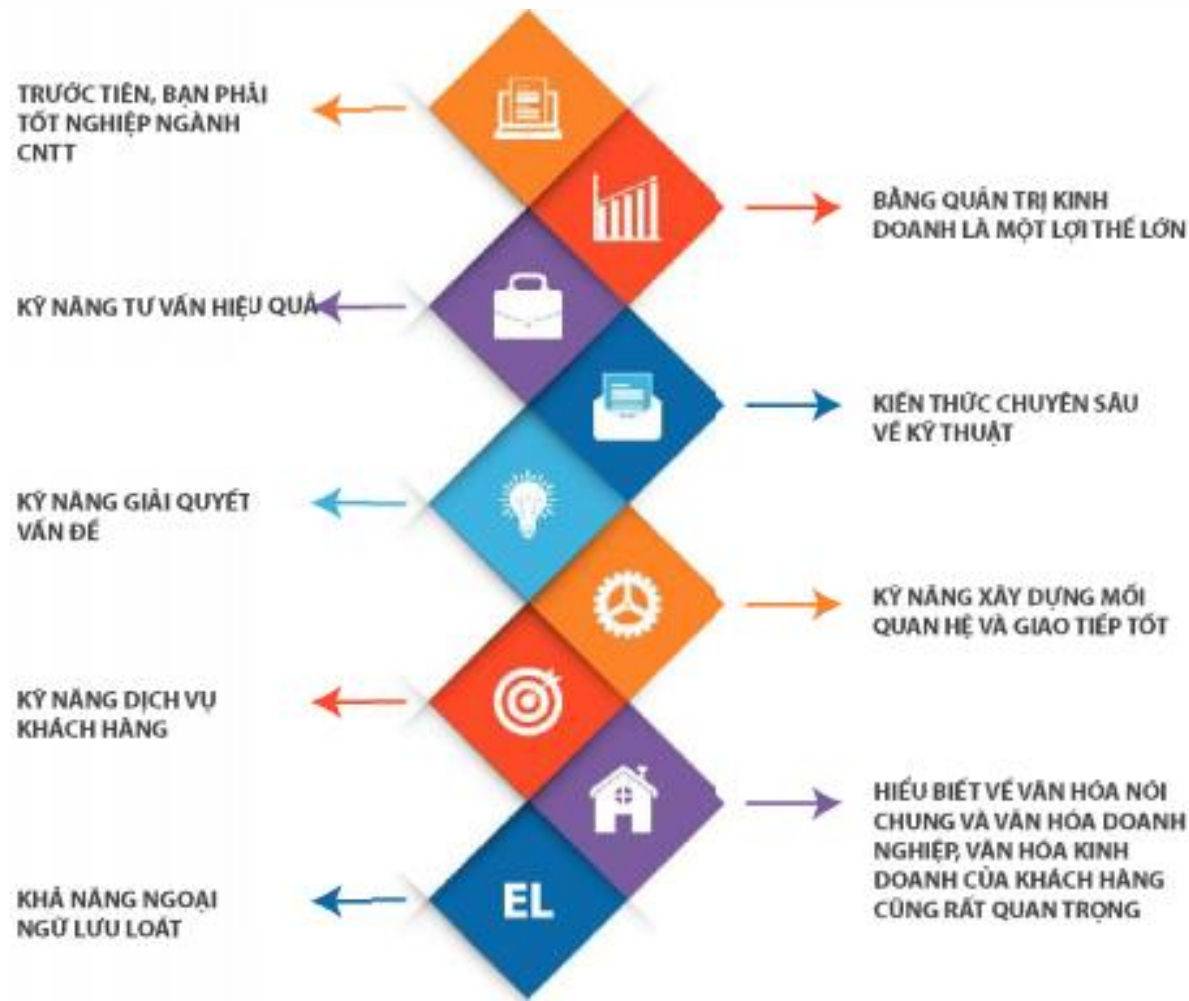 TRƯỚC TIÊN, BẠN PHẢI
TỐT NGHIỆP NGÀNH
CNTT
BẰNG QUẢN TRỊ KINH
DOANH LÀ MỘT LỢI THẾ LỚN
KỸ NĂNG TƯ VẤN HIỆU QUẢ
KIẾN THỨC CHUYÊN SÂU
VỀ KỸ THUẬT
KỸ NĂNG GIẢI QUYẾT
VẤN ĐỀ
KỸ NĂNG XÂY DỰNG MỐI
QUAN HỆ VÀ GIAO TIẾP TỐT
KỸ NĂNG DỊCH VỤ
KHÁCH HÀNG
HIỂU BIẾT VỀ VĂN HÓA NÓI
CHUNG VÀ VĂN HÓA DOANH
NGHIỆP, VĂN HÓA KINH
DOANH CỦA KHÁCH HÀNG
CŨNG RẤT QUAN TRỌNG
KHẢ NĂNG NGOẠI
NGỮ LƯU LOÁT
EL